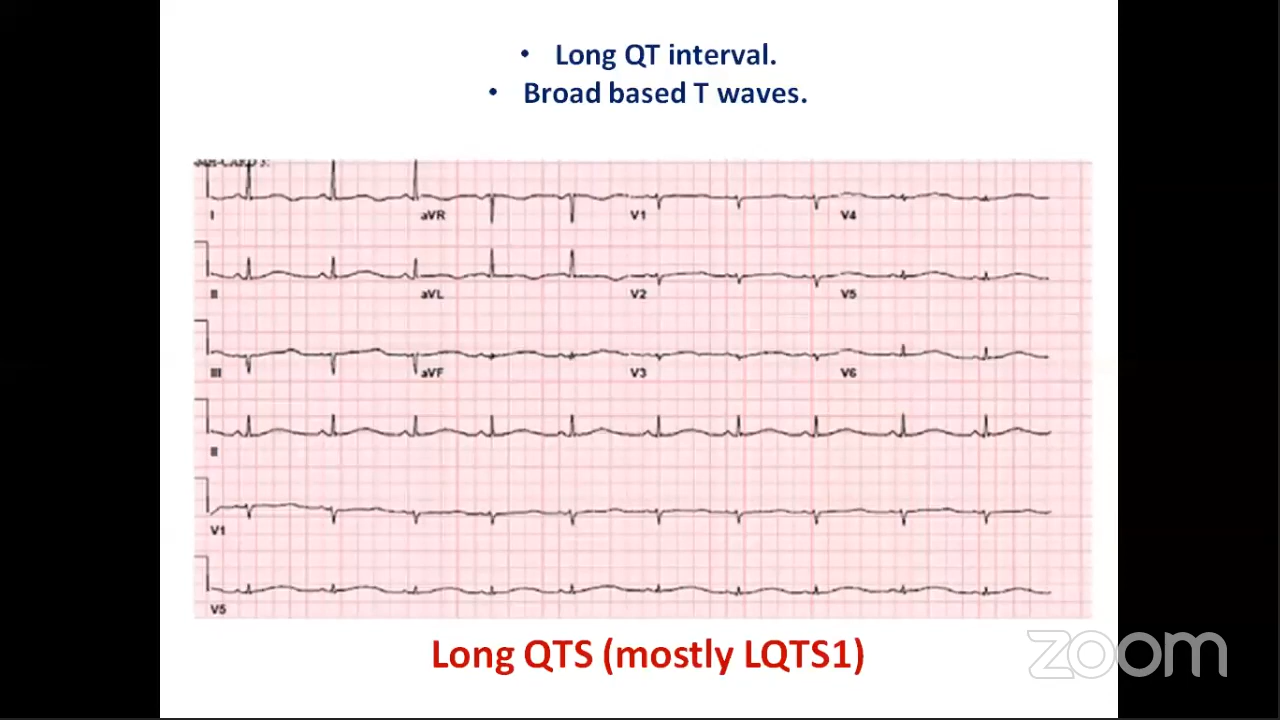 • Long QT interval.
• Broad based T waves.
I aVR V1 V4
II aVL V2 V5
III aVF V3 V6
II
V1
V5
Long QTS (mostly LQTS1)
zoom